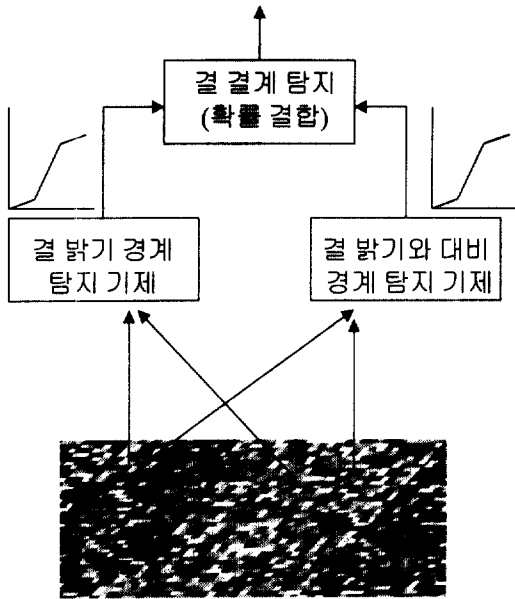 결 결계 탐지
(확률 결합)
결 밝기 경계
탐지 기제
결 밝기와 대비
경계 탐지 기제